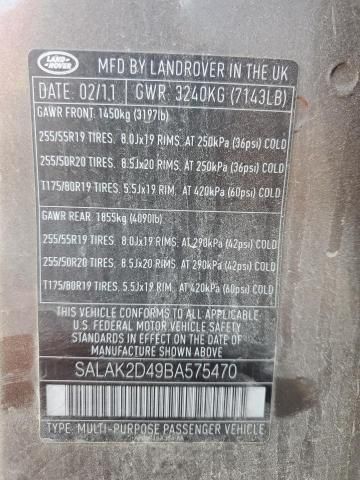 LAND-
ROVER
MFD BY LANDROVER IN THE UK
DATE: 02/11 GWR: 3240KG (7143LB)
GAWR FRONT: 1450kg (3197lb)
255/55R19 TIRES, 8.0Jx19 RIMS, AT 250kPa (36psi) COLD
255/50R20 TIRES, 8.5Jx20 RIMS, AT 250kPa (36psi) COLD
T175/80R19 TIRES, 5.5Jx19 RIMS, AT 420kPa (60psi) COLD
GAWR REAR: 1855kg (4090lb)
255/55R19 TIRES, 8.0Jx19 RIMS, AT 290kPa (42psi) COLD
255/50R20 TIRES, 8.5Jx20 RIMS, AT 290kPa (42psi) COLD
T175/80R19 TIRES, 5.5Jx19 RIMS, AT 420kPa (60psi) COLD
THIS VEHICLE CONFORMS TO ALL APPLICABLE
U.S. FEDERAL MOTOR VEHICLE SAFETY
STANDARDS IN EFFECT ON THE DATE
OF MANUFACTURE SHOWN ABOVE
SALAK2D49BA575470
TYPE: MULTI-PURPOSE PASSENGER VEHICLE